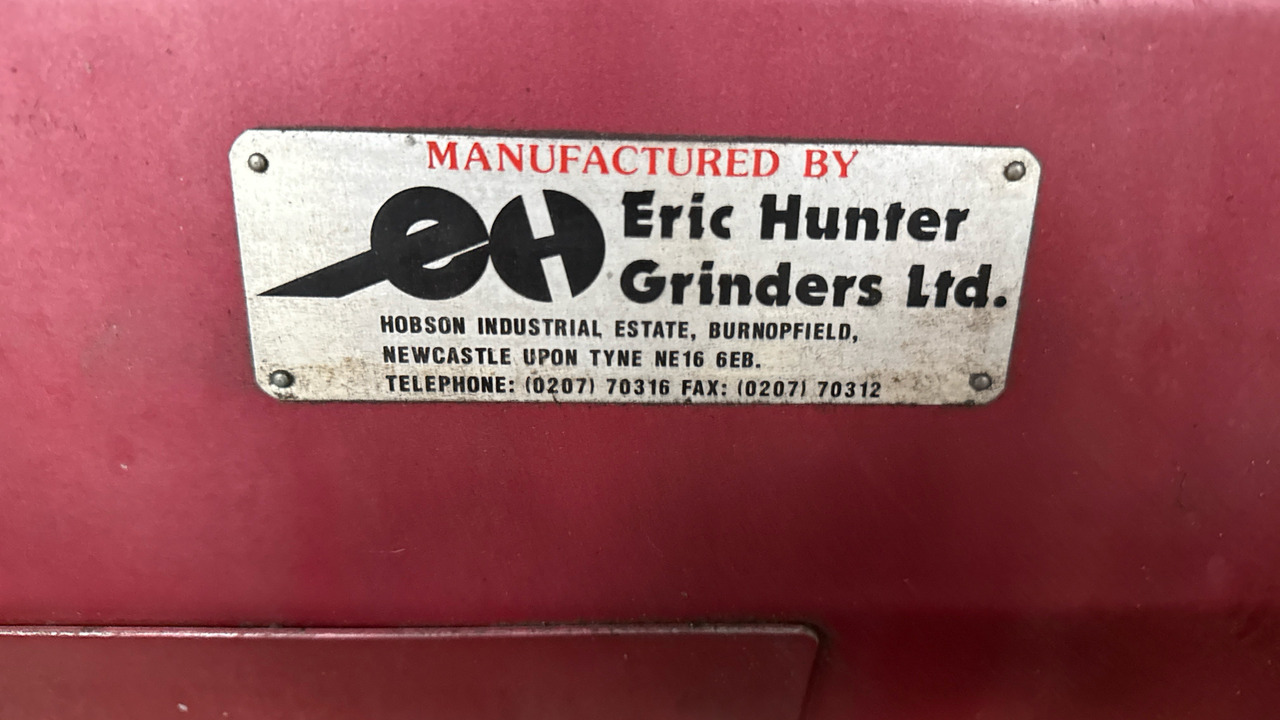 MANUFACTURED BY
eH
Eric Hunter
Grinders Ltd.
HOBSON INDUSTRIAL ESTATE, BURNOPFIELD,
NEWCASTLE UPON TYNE NE16 6EB.
TELEPHONE: (0207) 70316 FAX: (0207) 70312